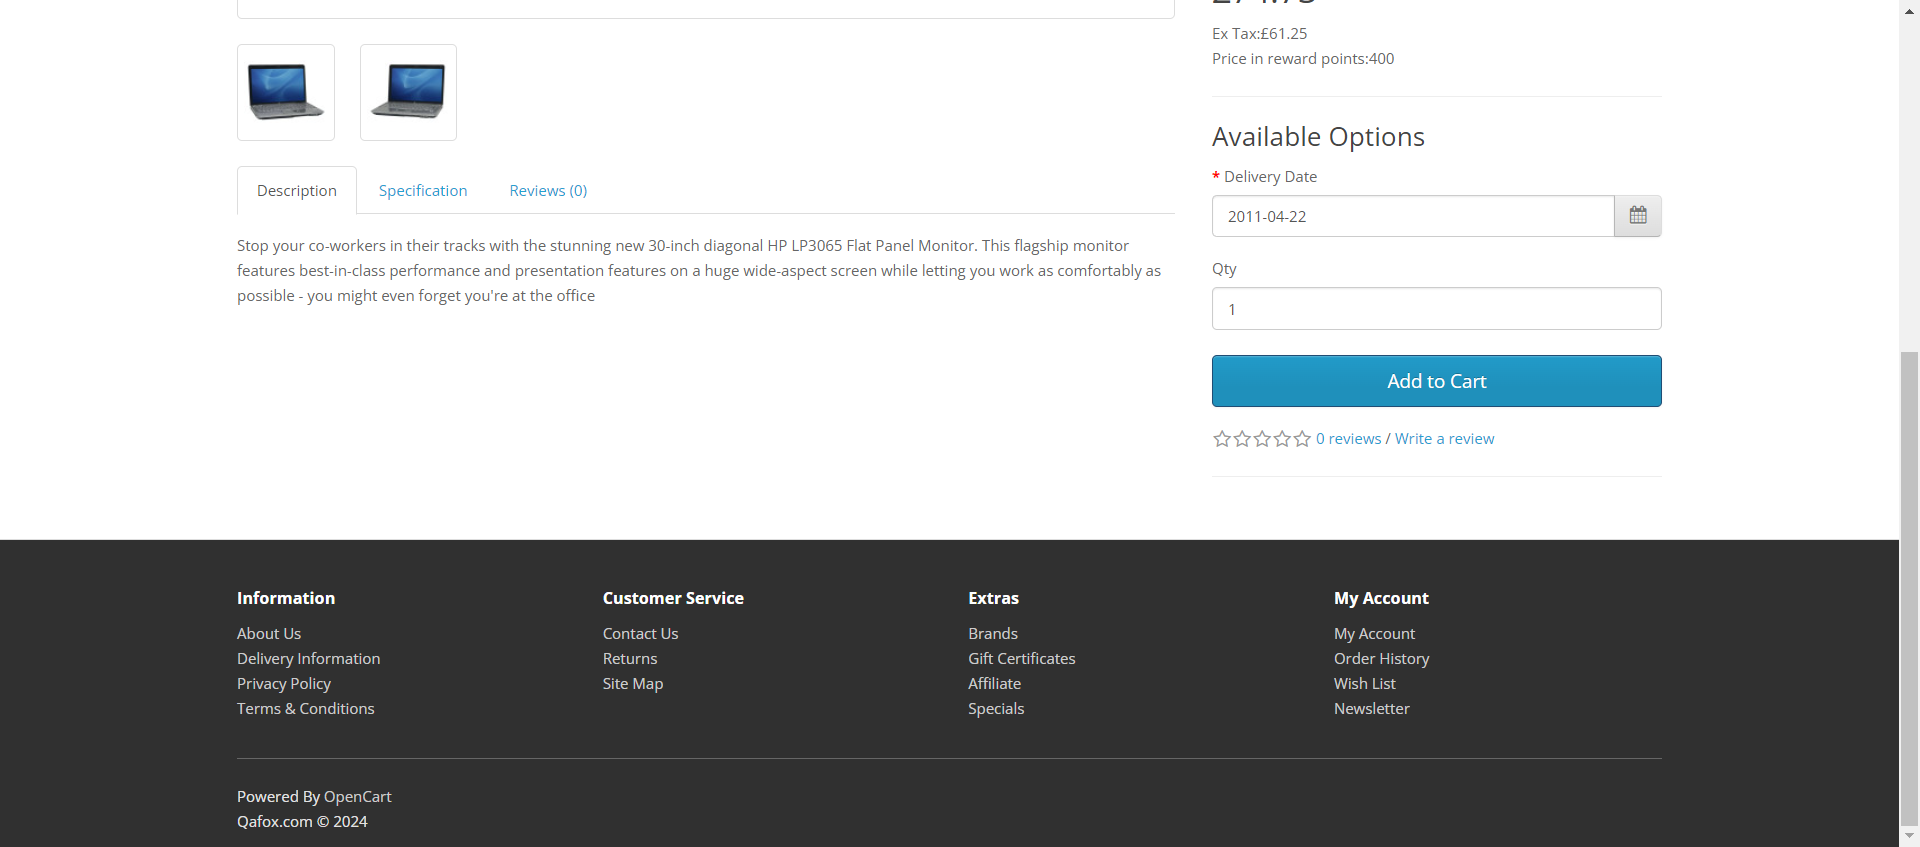 Ex Tax:£61.25
Price in reward points:400
Available Options
* Delivery Date
2011-04-22
Qty
1
Add to Cart
0 reviews / Write a review
Description Specification Reviews (0)
Stop your co-workers in their tracks with the stunning new 30-inch diagonal HP LP3065 Flat Panel Monitor. This flagship monitor
features best-in-class performance and presentation features on a huge wide-aspect screen while letting you work as comfortably as
possible - you might even forget you're at the office
Information
About Us
Delivery Information
Privacy Policy
Terms & Conditions
Customer Service
Contact Us
Returns
Site Map
Extras
Brands
Gift Certificates
Affiliate
Specials
My Account
My Account
Order History
Wish List
Newsletter
Powered By OpenCart
Qafox.com © 2024